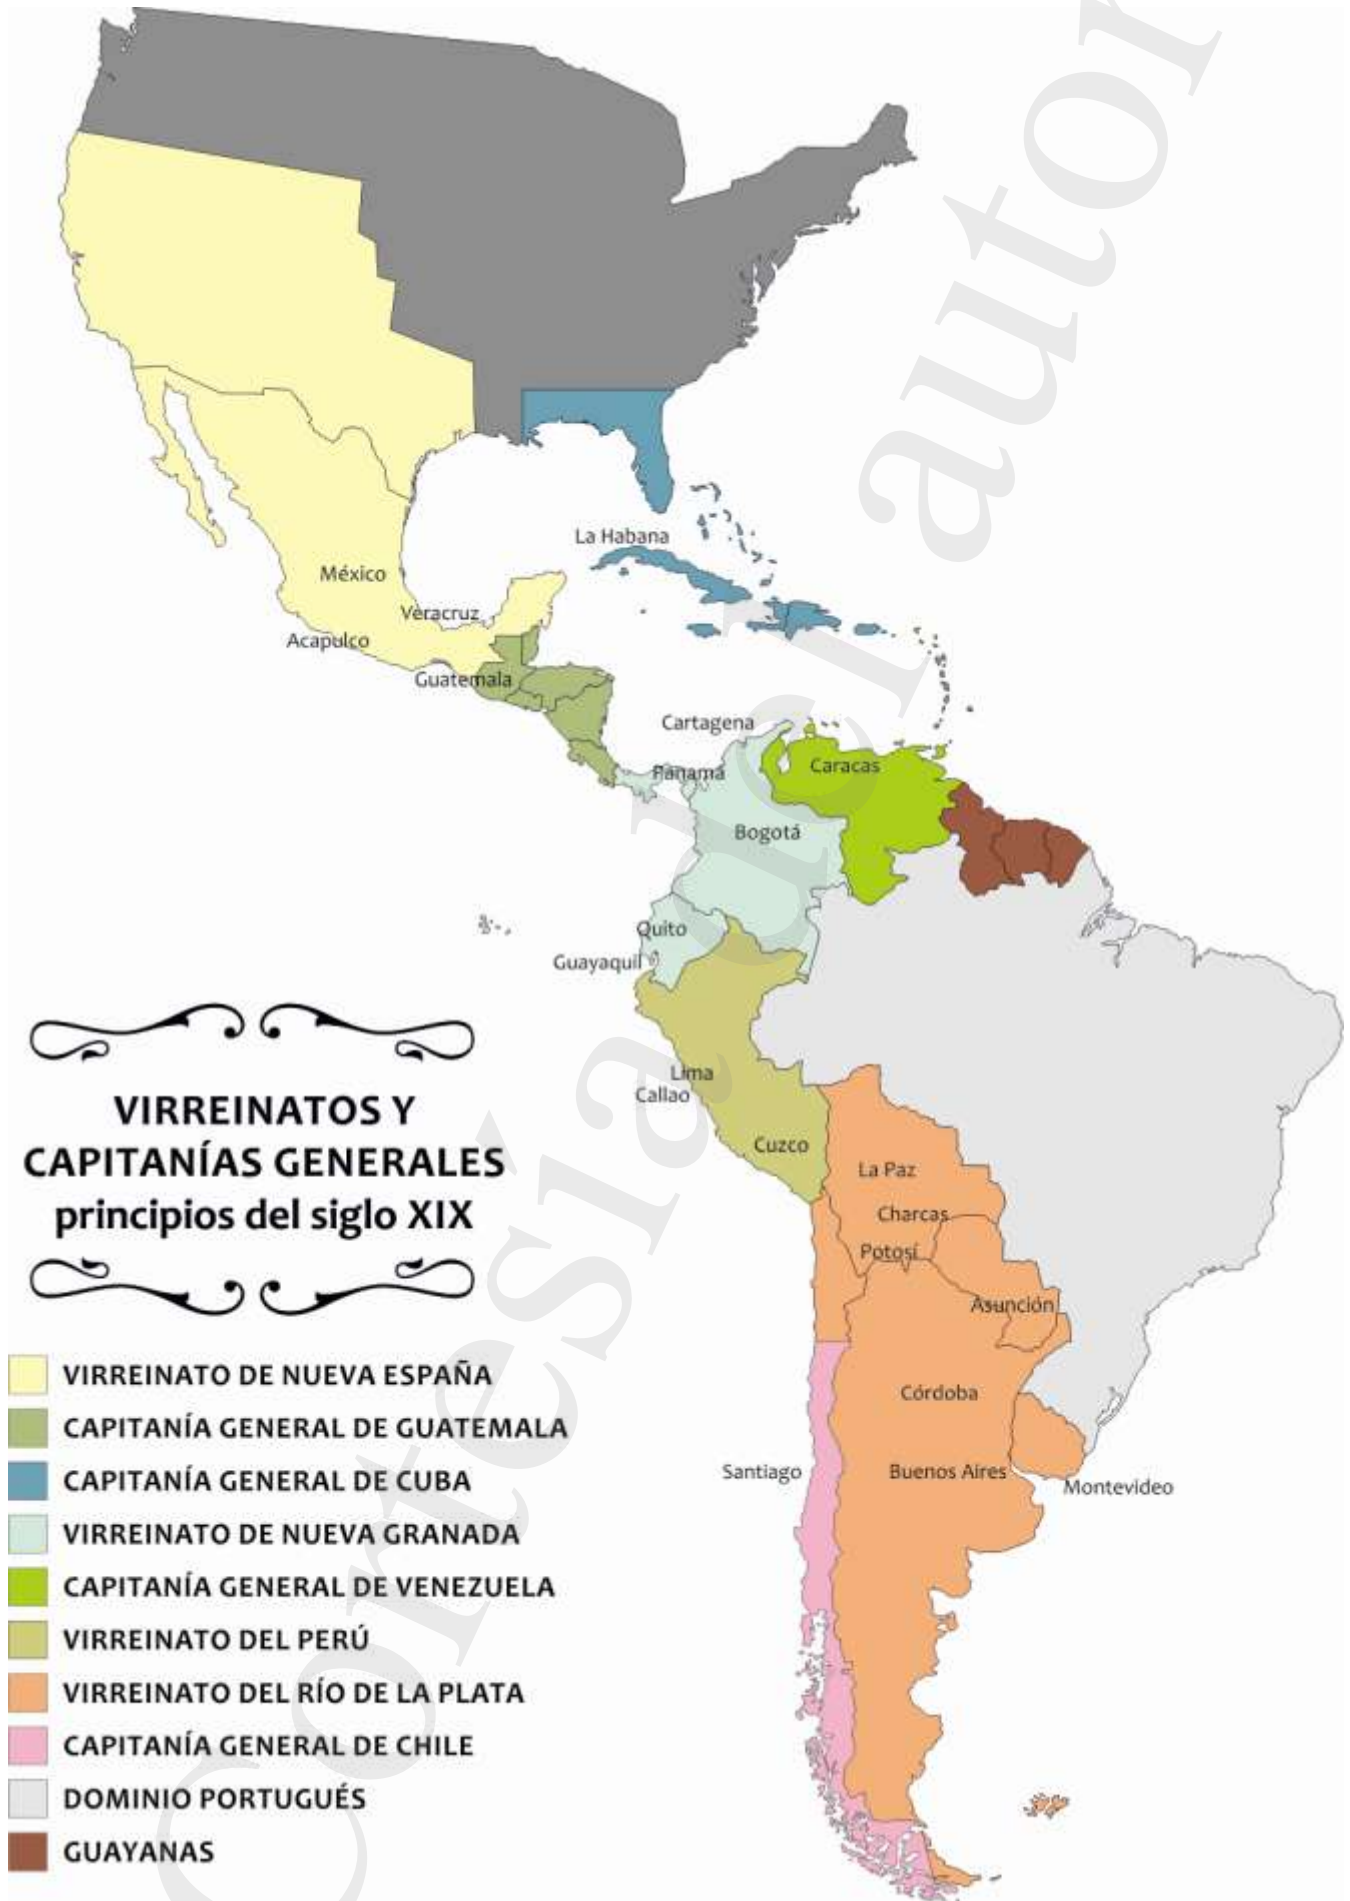 La Habana
México
Veracruz
Acapulco
Guatemala
Cartagena
Panamá
Caracas
Bogotá
Quito
Guayaquil
Lima
Callao
Cuzco
La Paz
Charcas
Potosí
Asunción
Córdoba
Santiago
Buenos Aires
Montevideo
VIRREINATOS Y
CAPITANÍAS GENERALES
principios del siglo XIX
VIRREINATO DE NUEVA ESPAÑA
CAPITANÍA GENERAL DE GUATEMALA
CAPITANÍA GENERAL DE CUBA
VIRREINATO DE NUEVA GRANADA
CAPITANÍA GENERAL DE VENEZUELA
VIRREINATO DEL PERÚ
VIRREINATO DEL RÍO DE LA PLATA
CAPITANÍA GENERAL DE CHILE
DOMINIO PORTUGUÉS
GUAYANAS
Cortesía del autor